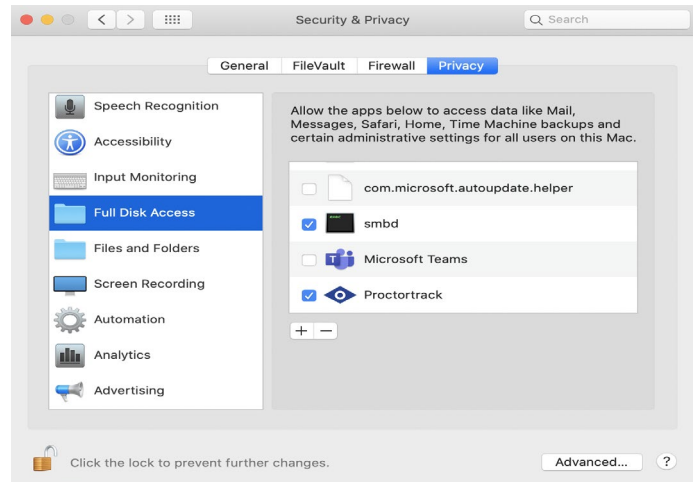 Security & Privacy
Search
General
FileVault
Firewall
Privacy
Speech Recognition
Accessibility
Input Monitoring
Full Disk Access
Files and Folders
Screen Recording
Automation
Analytics
Advertising
Allow the apps below to access data like Mail,
Messages, Safari, Home, Time Machine backups and
certain administrative settings for all users on this Mac.
com.microsoft.autoupdate.helper
smbd
Microsoft Teams
Proctortrack
+ −
Click the lock to prevent further changes.
Advanced...
?